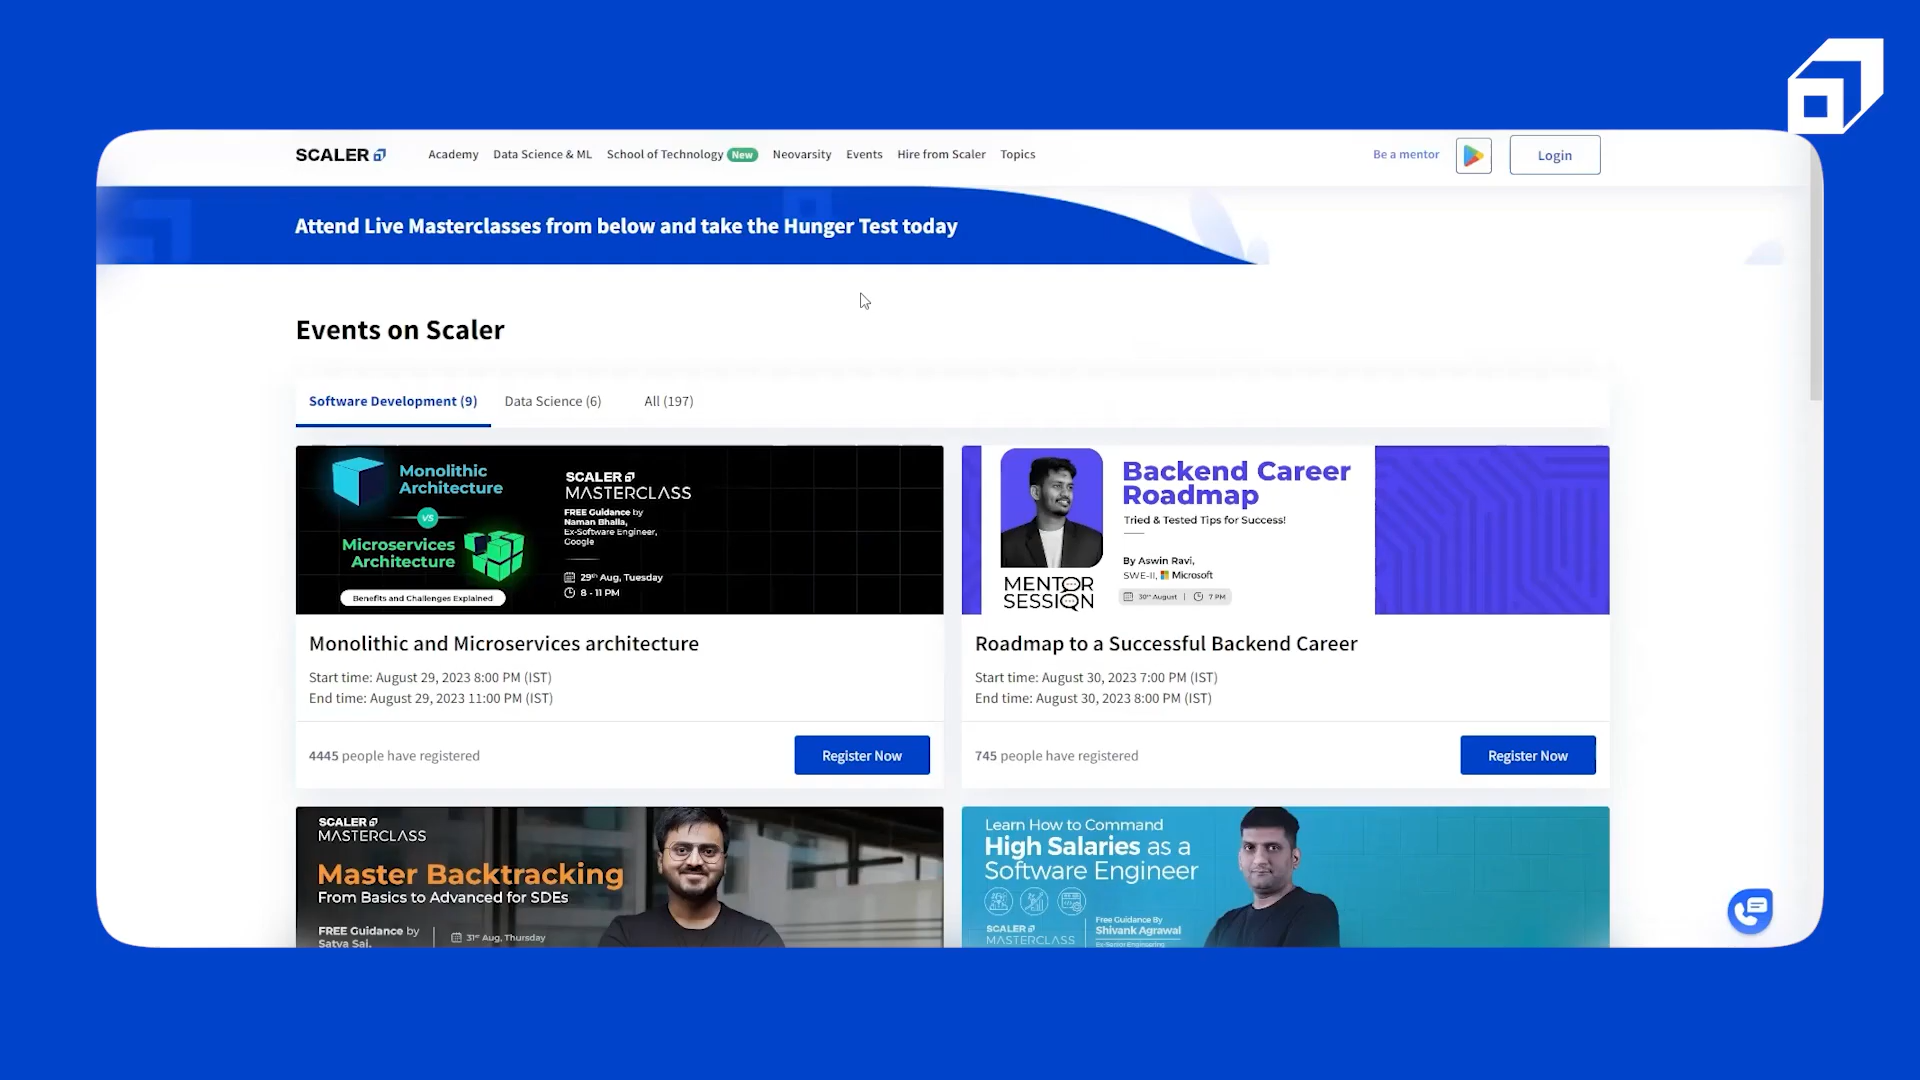 SCALER
Academy
Data Science & ML
School of Technology
New
Neovarsity
Events
Hire from Scaler
Topics
Be a mentor
Login
Attend Live Masterclasses from below and take the Hunger Test today
Events on Scaler
Software Development (9)
Data Science (6)
All (197)
Monolithic
Architecture
VS
Microservices
Architecture
Benefits and Challenges Explained
SCALER
MASTERCLASS
FREE Guidance by
Naman Bhalla,
Ex-Software Engineer,
Google
29th Aug, Tuesday
8 - 11 PM
Monolithic and Microservices architecture
Start time: August 29, 2023 8:00 PM (IST)
End time: August 29, 2023 11:00 PM (IST)
4445 people have registered
Register Now
MENTOR
SESSION
Backend Career
Roadmap
Tried & Tested Tips for Success!
By Aswin Ravi,
SWE-II, Microsoft
30th August | 7 PM
Roadmap to a Successful Backend Career
Start time: August 30, 2023 7:00 PM (IST)
End time: August 30, 2023 8:00 PM (IST)
745 people have registered
Register Now
SCALER
MASTERCLASS
Master Backtracking
From Basics to Advanced for SDEs
FREE Guidance by
Satya Sai,
31st Aug, Thursday
Learn How to Command
High Salaries as a
Software Engineer
SCALER
MASTERCLASS
Free Guidance By
Shivank Agrawal
Ex-Senior Engineering